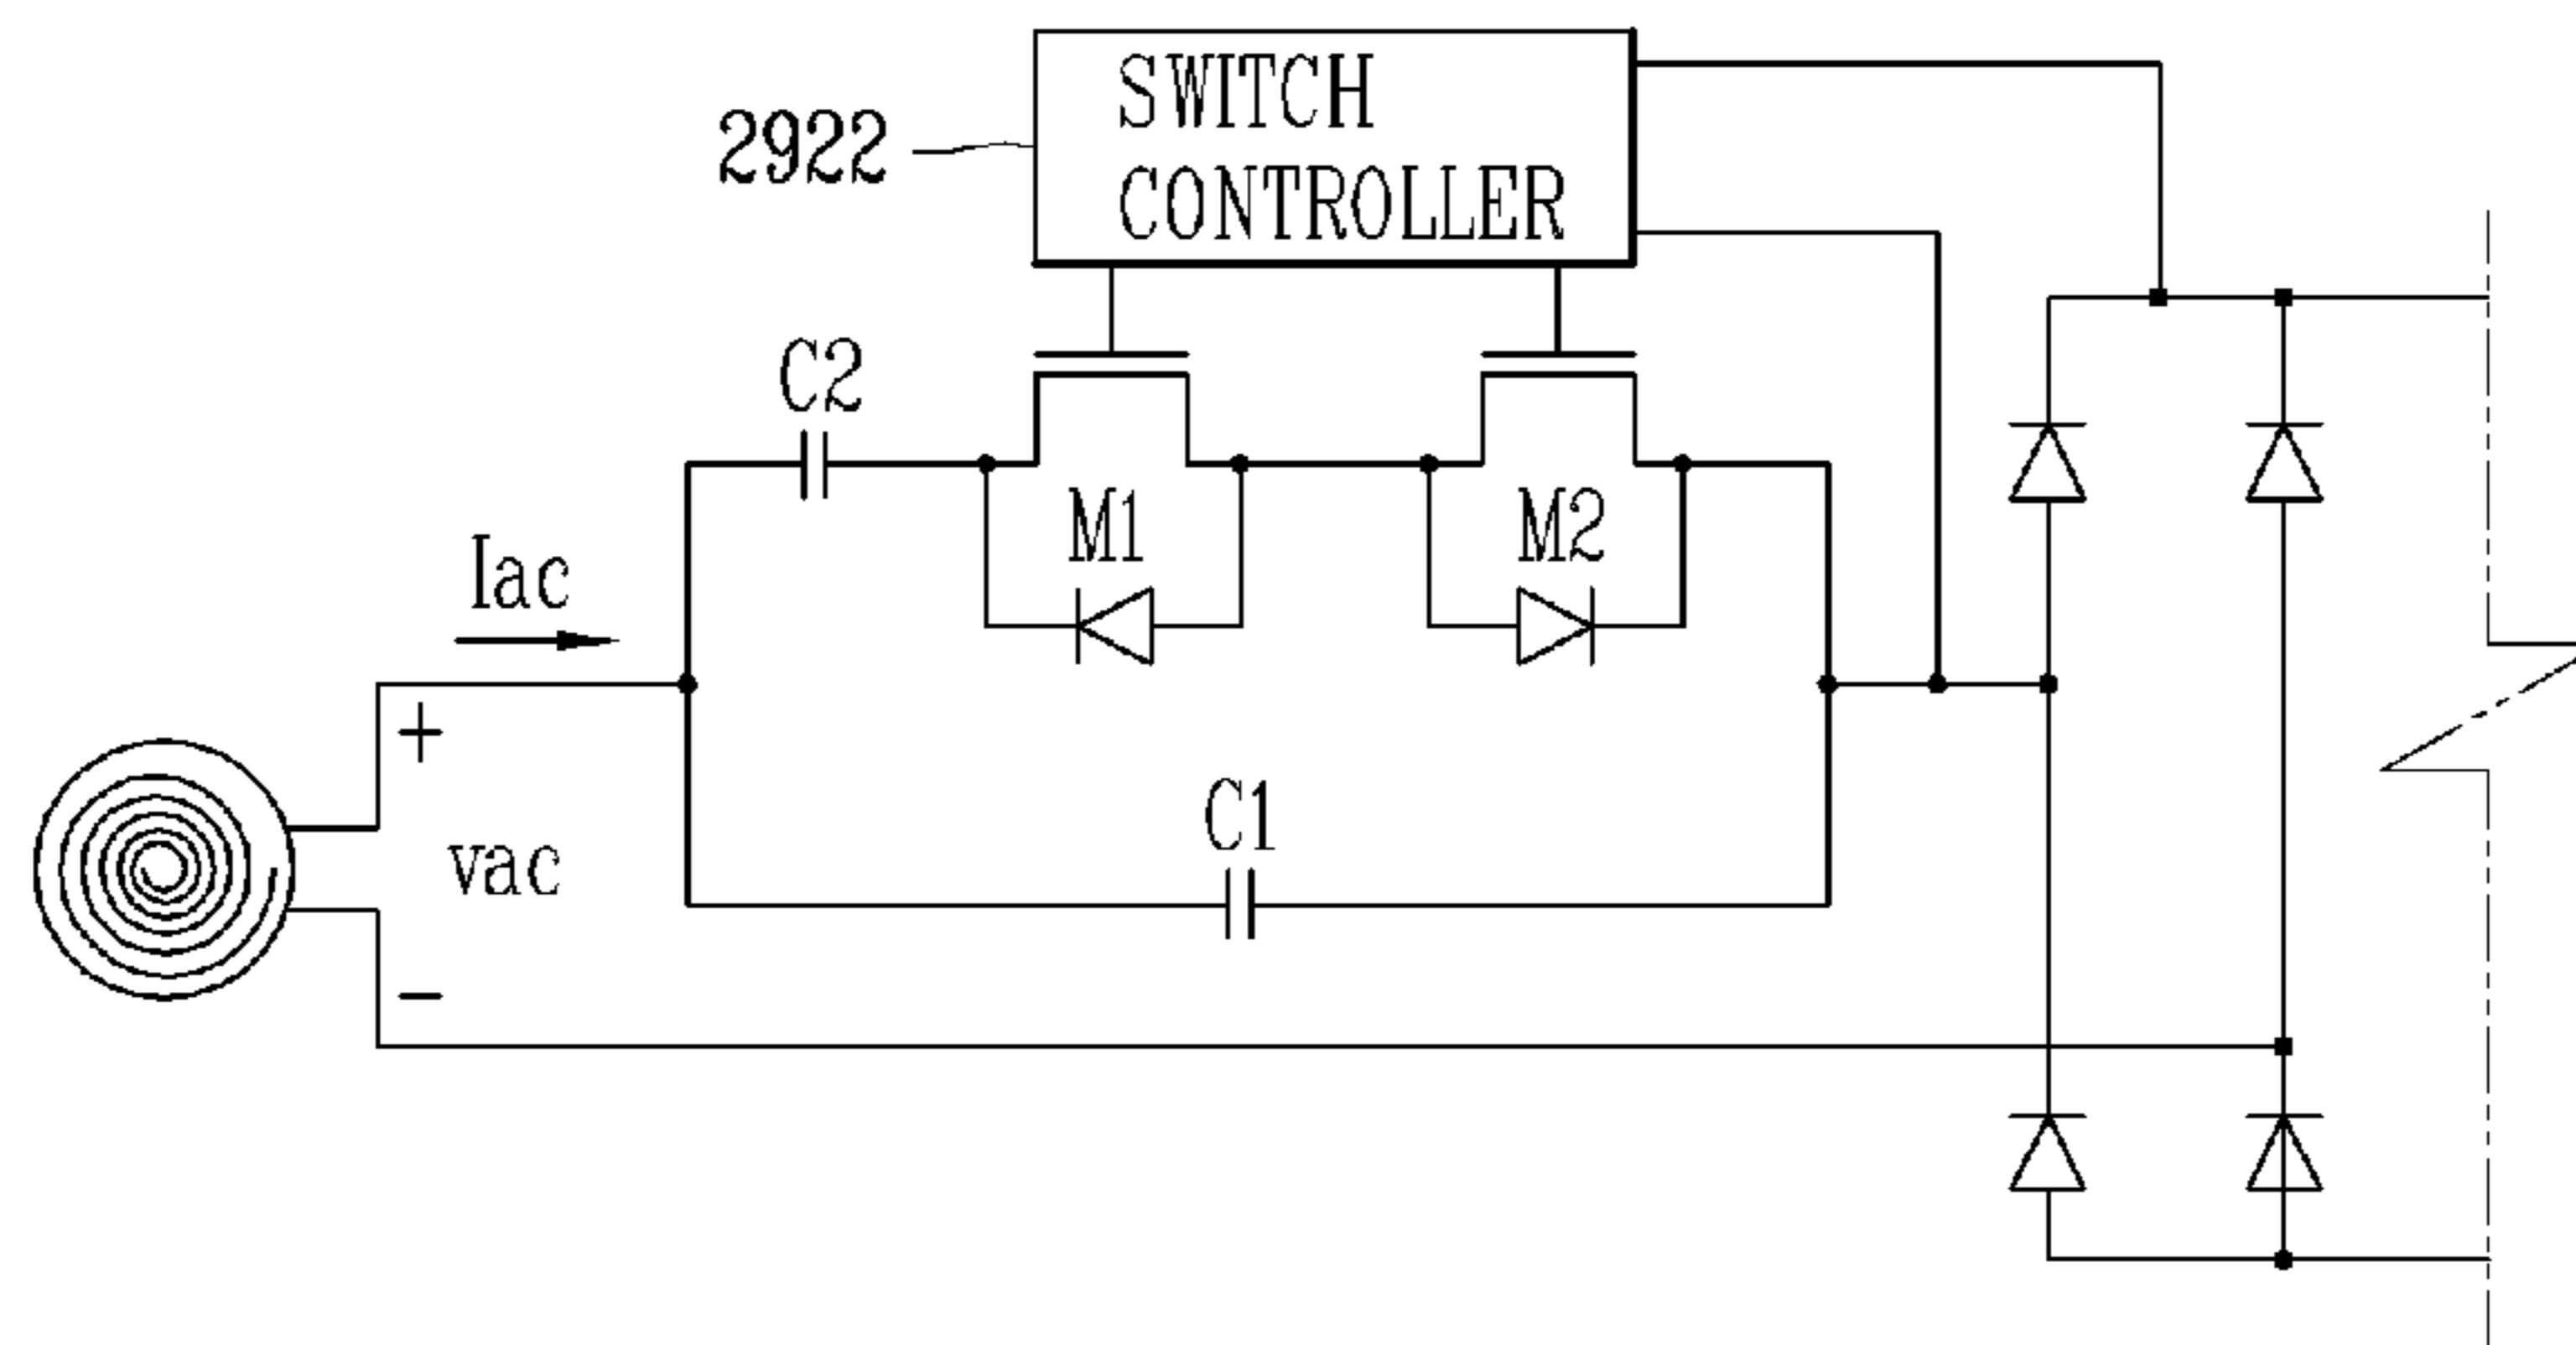 SWITCH
CONTROLLER
2922
C2
M1
M2
Iac
+
vac
C1
−